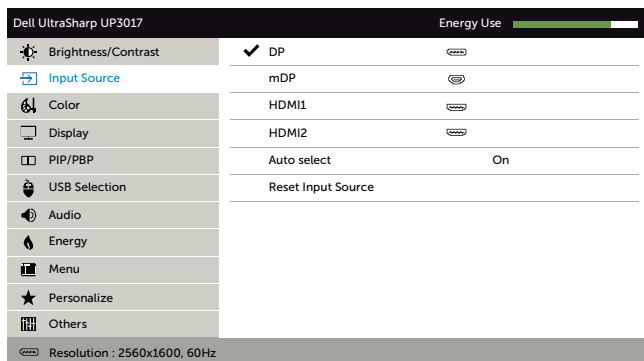 Dell UltraSharp UP3017 Energy Use
Brightness/Contrast DP
Input Source mDP
Color HDMI1
Display HDMI2
PIP/PBP Auto select On
USB Selection Reset Input Source
Audio
Energy
Menu
Personalize
Others
Resolution : 2560x1600, 60Hz